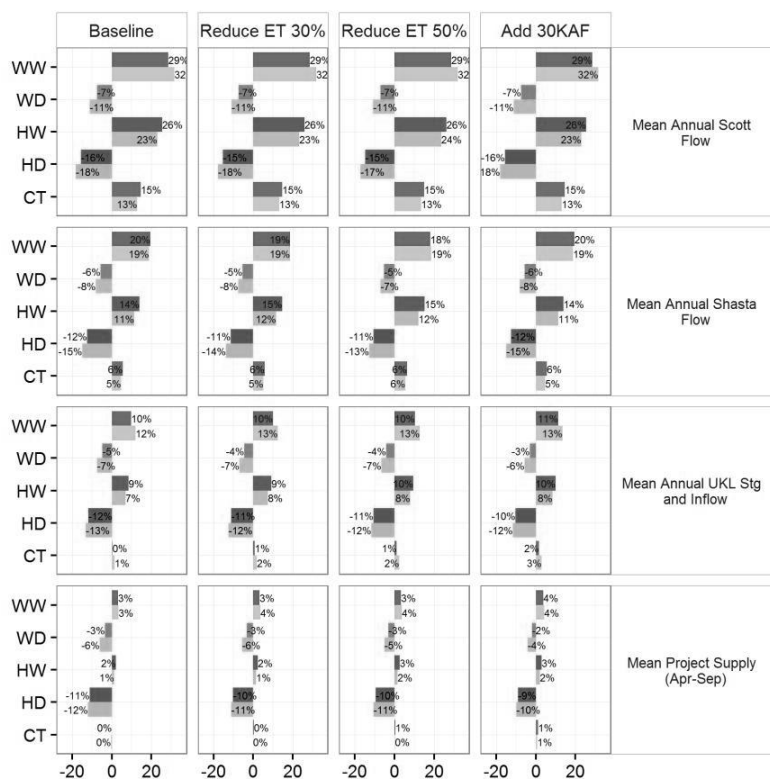 Baseline Reduce ET 30% Reduce ET 50% Add 30KAF
WW 29% 29% 29% 29%
32 32 32 32%
WD -7% -7% -7% -7%
-11% -11% -11% -11%
HW 26% 26% 26% 26%
23% 23% 24% 23%
Mean Annual Scott
Flow
HD -16% -15% -15% -16%
-18% -18% -17% 18%
CT 15% 15% 15% 15%
13% 13% 13% 13%
WW 20% 19% 18% 20%
19% 19% 19% 19%
WD -6% -5% -5% -6%
-8% -8% -7% -8%
HW 14% 15% 15% 14%
11% 12% 12% 11%
Mean Annual Shasta
Flow
HD -12% -11% -11% -12%
-15% -14% -13% -15%
CT 6% 6% 6% 6%
5% 5% 6% 5%
WW 10% 10% 10% 11%
12% 13% 13% 13%
WD -5% -4% -4% -3%
-7% -7% -7% -6%
HW 9% 9% 10% 10%
7% 8% 8% 8%
Mean Annual UKL Stg
and Inflow
HD -12% -11% -11% -10%
-13% -12% -12% -12%
CT 0% 1% 1% 2%
1% 2% 2% 3%
WW 3% 3% 3% 4%
3% 4% 4% 4%
WD -3% -3% -3% -2%
-6% -6% -5% -4%
HW 2% 2% 3% 3%
1% 1% 2% 2%
Mean Project Supply
(Apr-Sep)
HD -11% -10% -10% -9%
-12% -11% -11% -10%
CT 0% 0% 1% 1%
0% 0% 0% 1%
-20 0 20 -20 0 20 -20 0 20 -20 0 20